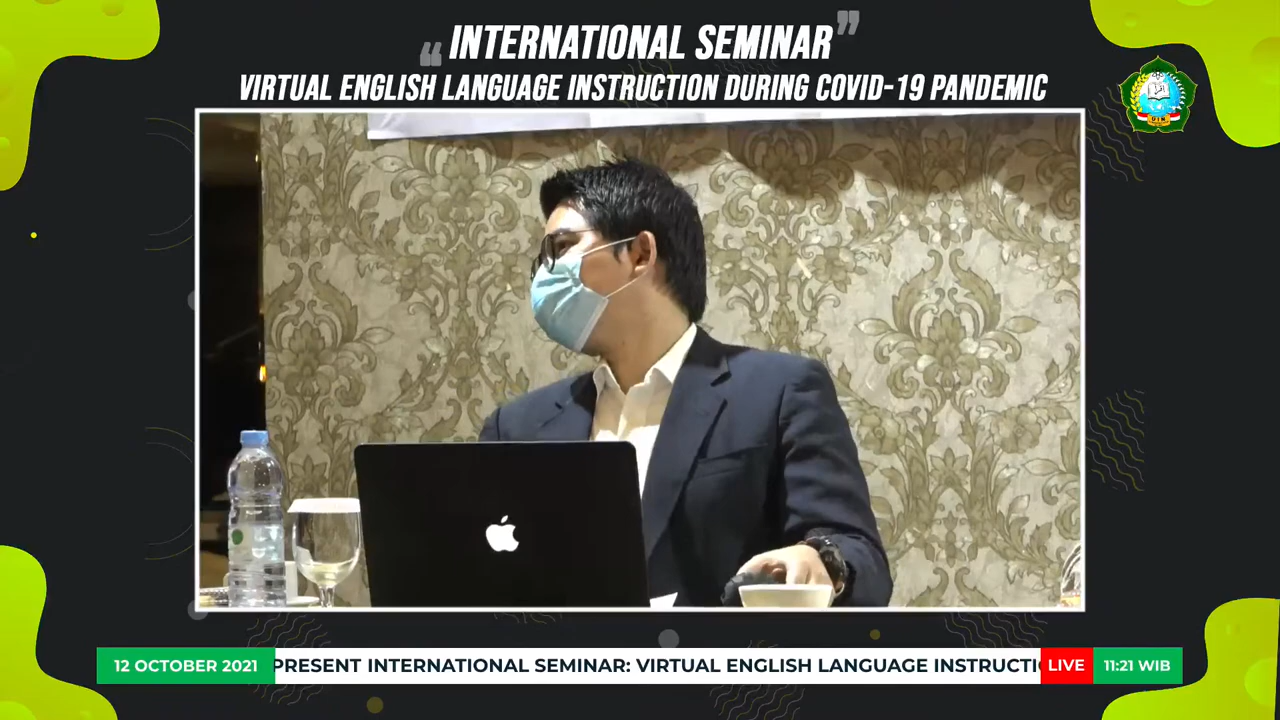 “INTERNATIONAL SEMINAR”
VIRTUAL ENGLISH LANGUAGE INSTRUCTION DURING COVID-19 PANDEMIC
UIN
12 OCTOBER 2021 PRESENT INTERNATIONAL SEMINAR: VIRTUAL ENGLISH LANGUAGE LIVE 11:21 WIB